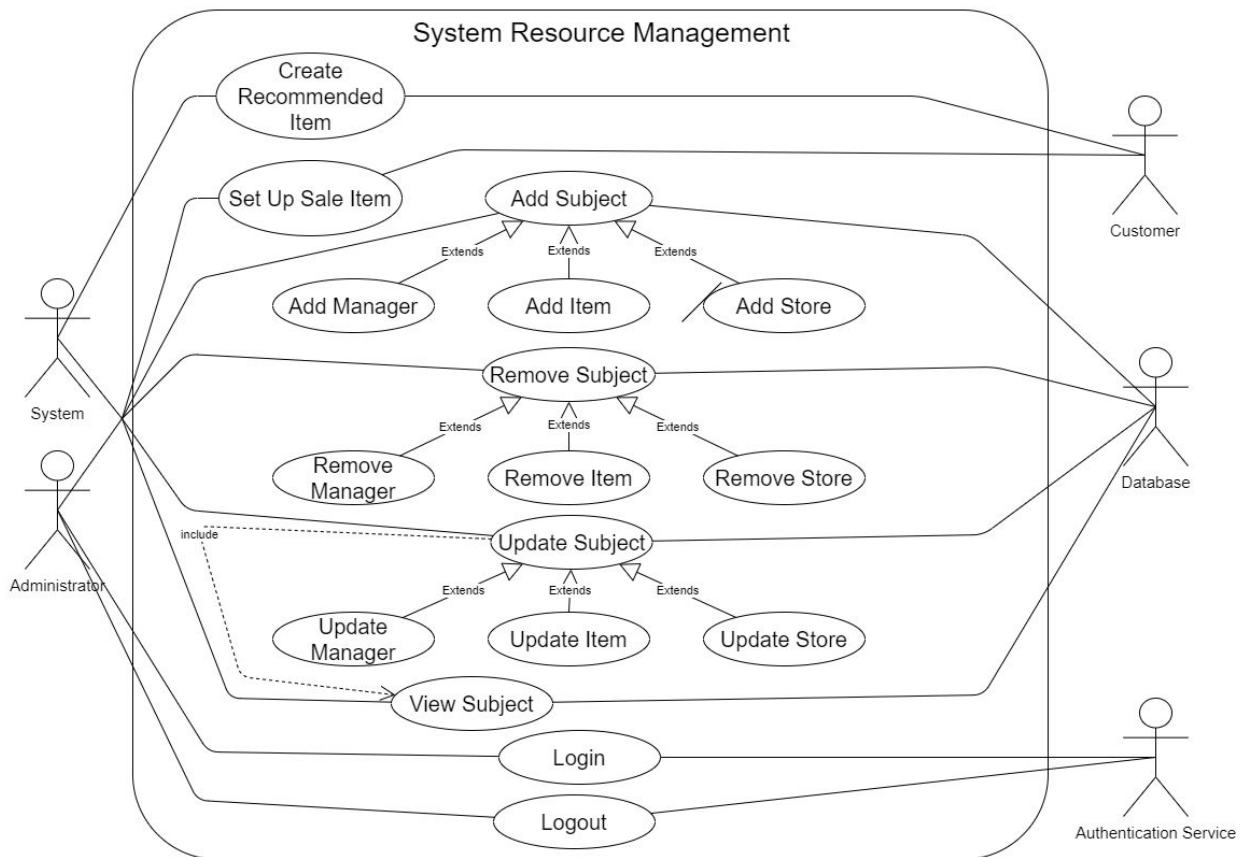 System Resource Management
Create
Recommended
Item
Set Up Sale Item
Add Subject
Customer
Extends
Extends
Extends
Add Manager
Add Item
Add Store
System
Remove Subject
Extends
Extends
Extends
Remove
Manager
Remove Item
Remove Store
Database
include
Update Subject
Administrator
Extends
Extends
Extends
Update
Manager
Update Item
Update Store
View Subject
Login
Logout
Authentication Service